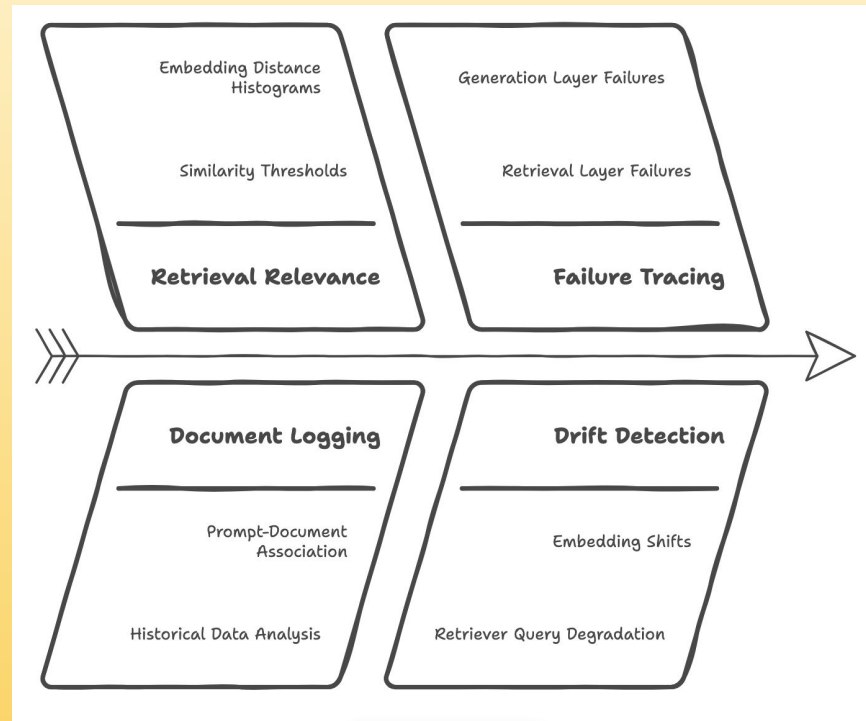 Embedding Distance
Histograms
Similarity Thresholds
Retrieval Relevance
Generation Layer Failures
Retrieval Layer Failures
Failure Tracing
Document Logging
Prompt-Document
Association
Historical Data Analysis
Drift Detection
Embedding Shifts
Retriever Query Degradation